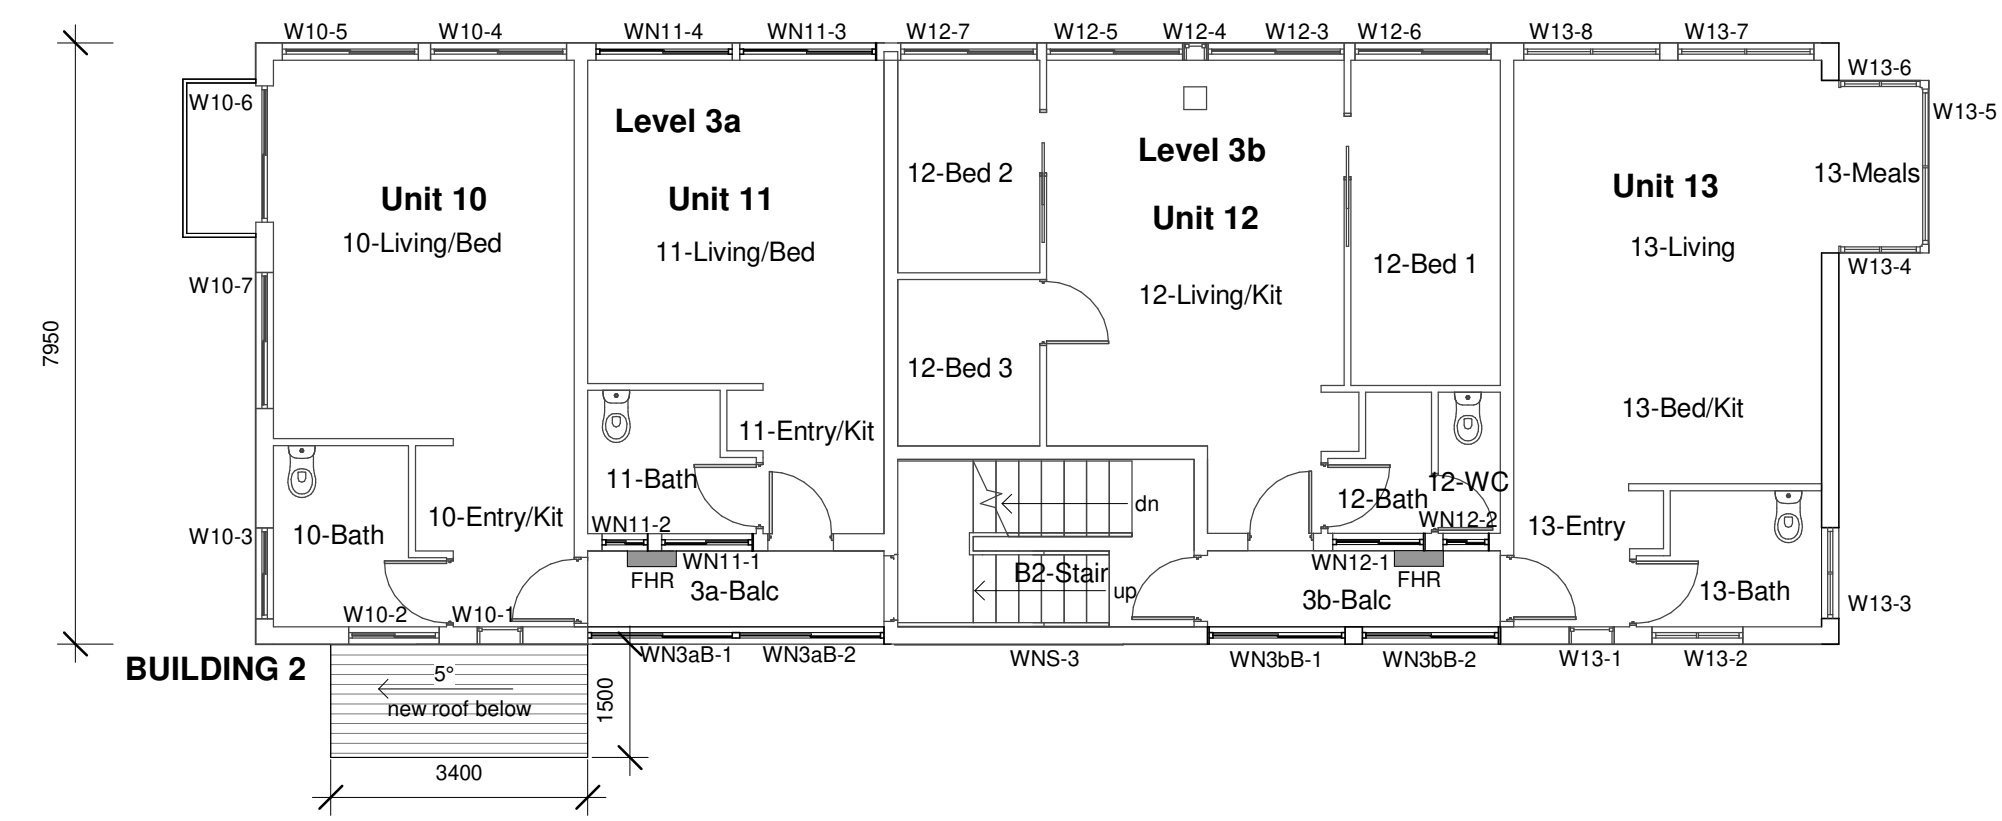 W10-5
W10-4
WN11-4
WN11-3
W12-7
W12-5
W12-4
W12-3
W12-6
W13-8
W13-7
W13-6
W10-6
W13-5
Level 3a
Level 3b
12-Bed 2
13-Meals
Unit 10
Unit 11
Unit 12
Unit 13
10-Living/Bed
11-Living/Bed
13-Living
12-Bed 1
W13-4
W10-7
12-Living/Kit
7950
12-Bed 3
13-Bed/Kit
11-Entry/Kit
11-Bath
12-WC
12-Bath
dn
10-Entry/Kit
WN11-2
WN12-2
13-Entry
W10-3
10-Bath
WN11-1
WN12-1
FHR
FHR
B2-Stair
3a-Balc
up
3b-Balc
13-Bath
W13-3
W10-2
W10-1
WN3aB-1
WN3aB-2
WNS-3
WN3bB-1
WN3bB-2
W13-1
W13-2
BUILDING 2
5°
new roof below
1500
3400